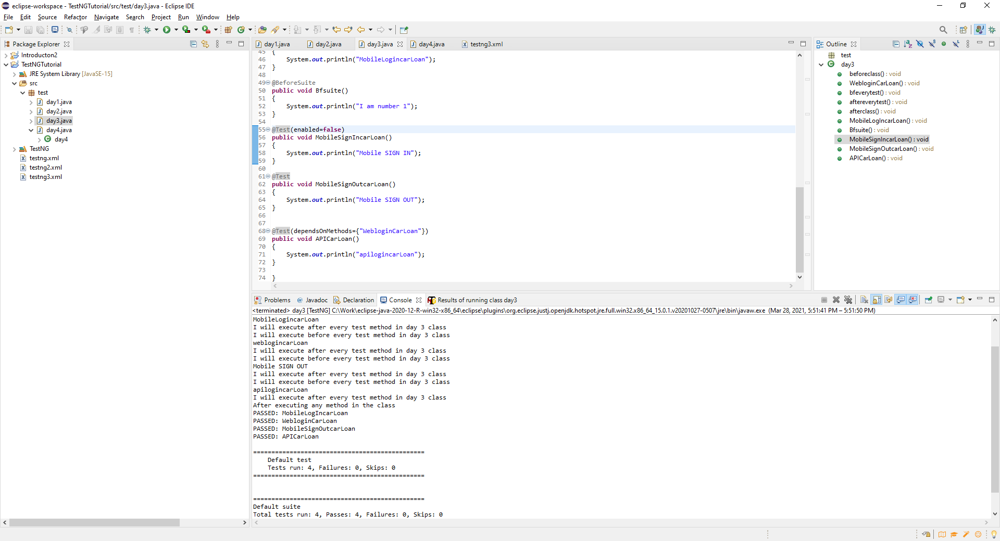 eclipse-workspace - TestNGTutorial/src/test/day3.java - Eclipse IDE
File Edit Source Refactor Navigate Search Project Run Window Help
Package Explorer
Introducton2
TestNGTutorial
JRE System Library [JavaSE-15]
src
test
day1.java
day2.java
day3.java
day4.java
day4
TestNG
testng.xml
testng2.xml
testng3.xml
day1.java day2.java day3.java day4.java testng3.xml
45 {
46 System.out.println("MobileLogincarLoan");
47 }
48
49 @BeforeSuite
50 public void Bfsuite()
51 {
52 System.out.println("I am number 1");
53 }
54
55 @Test(enabled=false)
56 public void MobileSignIncarLoan()
57 {
58 System.out.println("Mobile SIGN IN");
59 }
60
61 @Test
62 public void MobileSignOutcarLoan()
63 {
64 System.out.println("Mobile SIGN OUT");
65 }
66
67
68 @Test(dependsOnMethods={"WebloginCarLoan"})
69 public void APICarLoan()
70 {
71 System.out.println("apilogincarLoan");
72 }
73
74 }
Outline
test
day3
beforeclass() : void
WebloginCarLoan() : void
bfeverytest() : void
aftereverytest() : void
afterclass() : void
MobileLogIncarLoan() : void
Bfsuite() : void
MobileSignIncarLoan() : void
MobileSignOutcarLoan() : void
APICarLoan() : void
Problems @ Javadoc Declaration Console Results of running class day3
<terminated> day3 [TestNG] C:\Work\eclipse-java-2020-12-R-win32-x86_64\eclipse\plugins\org.eclipse.justj.openjdk.hotspot.jre.full.win32.x86_64_15.0.1.v20201027-0507\jre\bin\javaw.exe (Mar 28, 2021, 5:51:41 PM – 5:51:50 PM)
MobileLogincarLoan
I will execute after every test method in day 3 class
I will execute before every test method in day 3 class
weblogincarLoan
I will execute after every test method in day 3 class
I will execute before every test method in day 3 class
Mobile SIGN OUT
I will execute after every test method in day 3 class
I will execute before every test method in day 3 class
apilogincarLoan
I will execute after every test method in day 3 class
After executing any method in the class
PASSED: MobileLogIncarLoan
PASSED: WebloginCarLoan
PASSED: MobileSignOutcarLoan
PASSED: APICarLoan
===============================================
Default test
Tests run: 4, Failures: 0, Skips: 0
===============================================
===============================================
Default suite
Total tests run: 4, Passes: 4, Failures: 0, Skips: 0